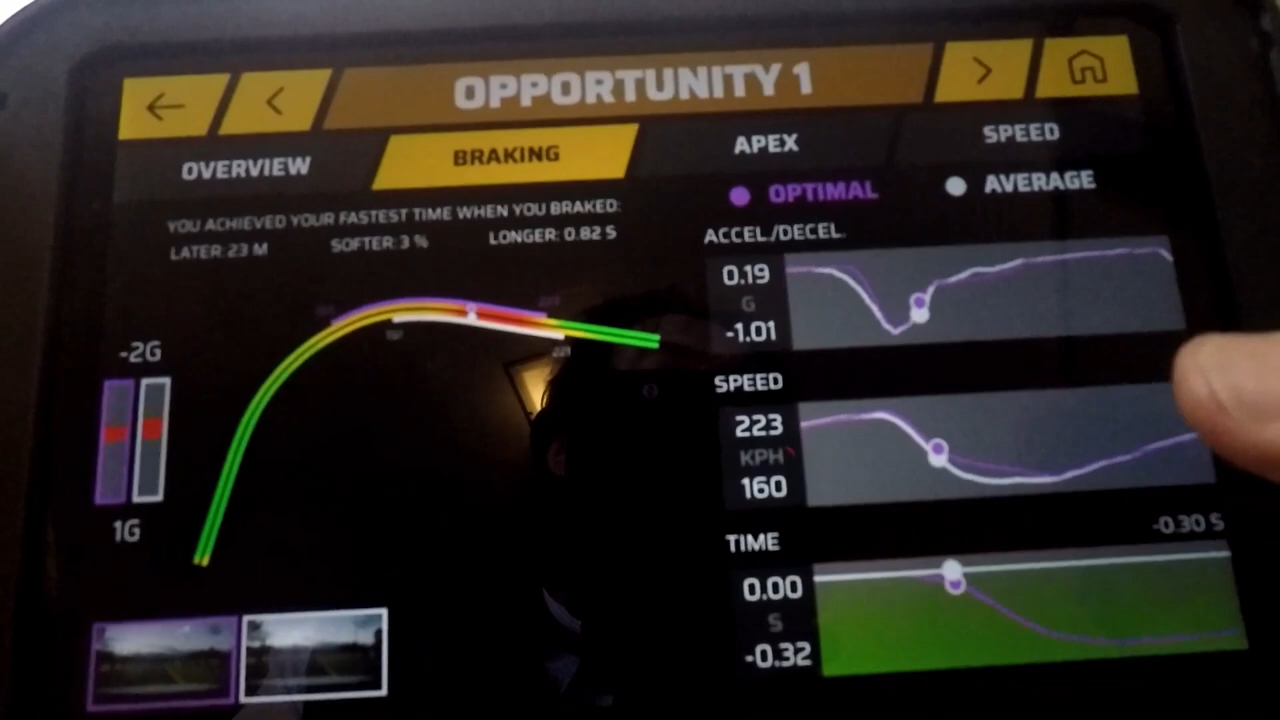 OPPORTUNITY 1
OVERVIEW
BRAKING
APEX
SPEED
YOU ACHIEVED YOUR FASTEST TIME WHEN YOU BRAKED:
LATER: 23 M
SOFTER: 3 %
LONGER: 0.82 S
OPTIMAL
AVERAGE
ACCEL./DECEL.
0.19
G
-1.01
-2G
1G
SPEED
223
KPH
160
TIME
-0.30 S
0.00
S
-0.32